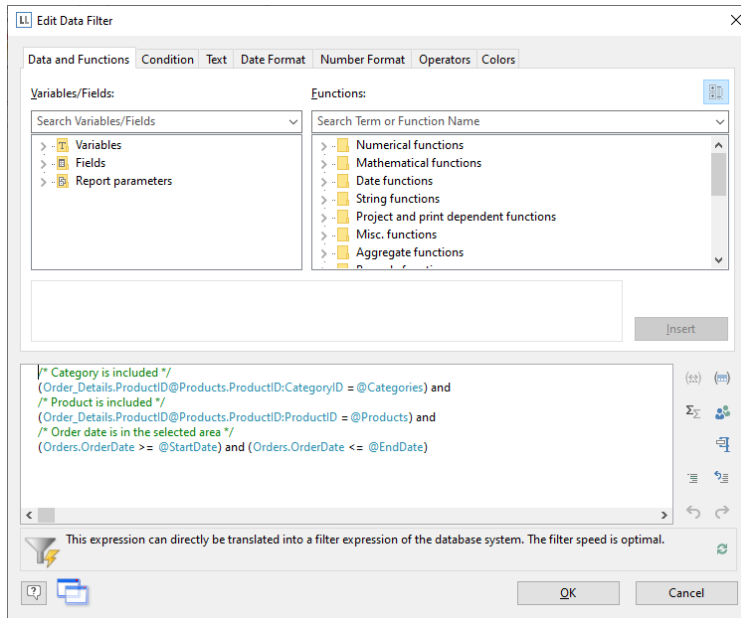 LL Edit Data Filter
Data and Functions Condition Text Date Format Number Format Operators Colors
Variables/Fields: Functions:
Search Variables/Fields Search Term or Function Name
Variables Numerical functions
Fields Mathematical functions
Report parameters Date functions
String functions
Project and print dependent functions
Misc. functions
Aggregate functions
Insert
/* Category is included */
(Order_Details.ProductID@Products.ProductID:CategoryID = @Categories) and
/* Product is included */
(Order_Details.ProductID@Products.ProductID:ProductID = @Products) and
/* Order date is in the selected area */
(Orders.OrderDate >= @StartDate) and (Orders.OrderDate <= @EndDate)
This expression can directly be translated into a filter expression of the database system. The filter speed is optimal.
OK Cancel